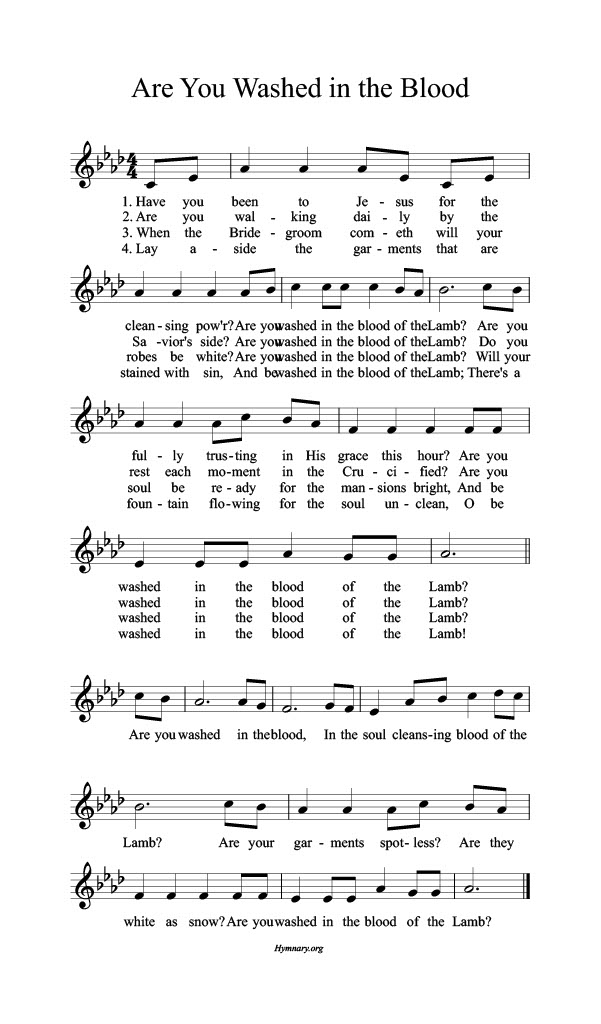 Are You Washed in the Blood
1. Have you been to Je - sus for the
2. Are you wal - king dai - ly by the
3. When the Bride - groom com - eth will your
4. Lay a - side the gar - ments that are
clean - sing pow'r? Are you washed in the blood of the Lamb? Are you
Sa - vior's side? Are you washed in the blood of the Lamb? Do you
robes be white? Are you washed in the blood of the Lamb? Will your
stained with sin, And be washed in the blood of the Lamb; There's a
ful - ly trus - ting in His grace this hour? Are you
rest each mo - ment in the Cru - ci - fied? Are you
soul be re - ady for the man - sions bright, And be
foun - tain flo - wing for the soul un - clean, O be
washed in the blood of the Lamb?
washed in the blood of the Lamb?
washed in the blood of the Lamb?
washed in the blood of the Lamb!
Are you washed in the blood, In the soul cleans - ing blood of the
Lamb? Are your gar - ments spot - less? Are they
white as snow? Are you washed in the blood of the Lamb?
Hymnary.org